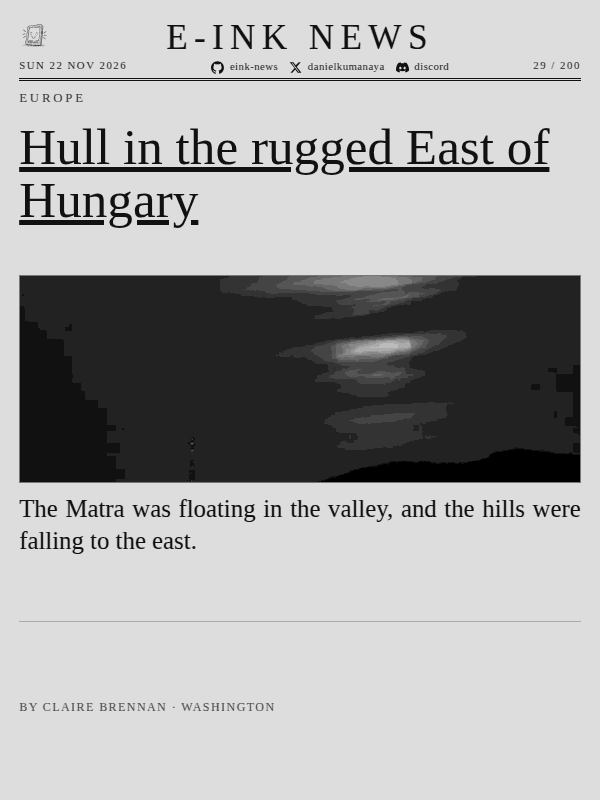 E-INK NEWS
SUN 22 NOV 2026
eink-news
danielkumanaya
discord
29 / 200
EUROPE
Hull in the rugged East of
Hungary
The Matra was floating in the valley, and the hills were
falling to the east.
BY CLAIRE BRENNAN · WASHINGTON